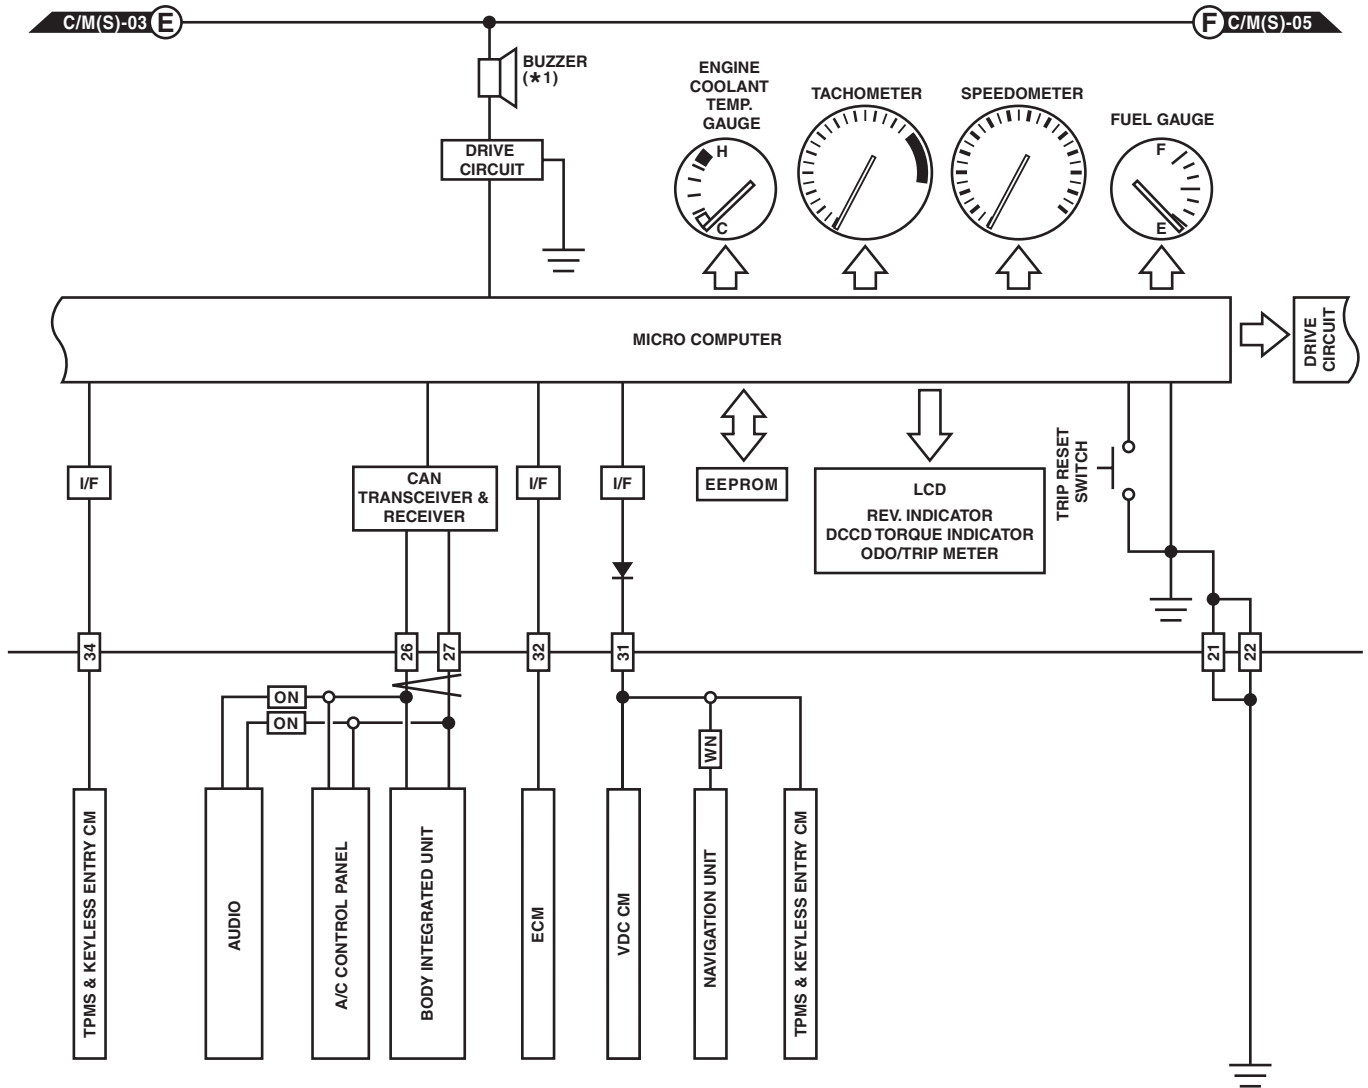 C/M(S)-03 E
F C/M(S)-05
BUZZER
(*1)
DRIVE
CIRCUIT
ENGINE
COOLANT
TEMP.
GAUGE
H
C
TACHOMETER
SPEEDOMETER
FUEL GAUGE
F
E
MICRO COMPUTER
DRIVE
CIRCUIT
I/F
CAN
TRANSCEIVER &
RECEIVER
I/F
I/F
EEPROM
LCD
REV. INDICATOR
DCCD TORQUE INDICATOR
ODO/TRIP METER
TRIP RESET
SWITCH
34
26
27
32
31
21
22
ON
ON
WN
TPMS & KEYLESS ENTRY CM
AUDIO
A/C CONTROL PANEL
BODY INTEGRATED UNIT
ECM
VDC CM
NAVIGATION UNIT
TPMS & KEYLESS ENTRY CM